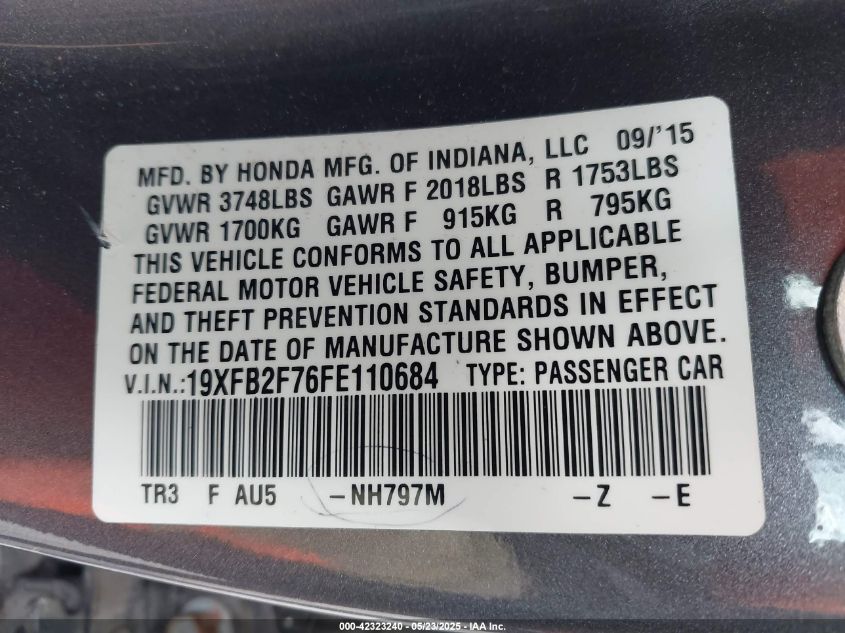 MFD. BY HONDA MFG. OF INDIANA, LLC 09/'15
GVWR 3748LBS GAWR F 2018LBS R 1753LBS
GVWR 1700KG GAWR F 915KG R 795KG
THIS VEHICLE CONFORMS TO ALL APPLICABLE
FEDERAL MOTOR VEHICLE SAFETY, BUMPER,
AND THEFT PREVENTION STANDARDS IN EFFECT
ON THE DATE OF MANUFACTURE SHOWN ABOVE.
V.I.N.:19XFB2F76FE110684 TYPE: PASSENGER CAR
TR3 F AU5 -NH797M -Z -E
000-42323240 - 05/23/2025 - IAA Inc.